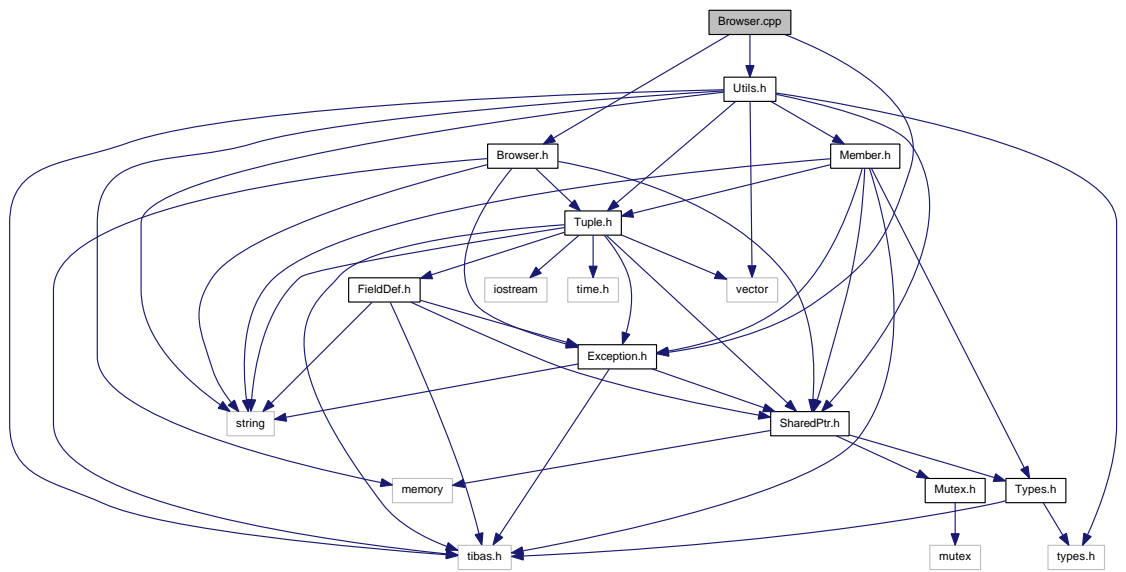 Browser.cpp
Utils.h
Browser.h
Member.h
Tuple.h
FieldDef.h
iostream
time.h
vector
Exception.h
string
SharedPtr.h
memory
Mutex.h
Types.h
tibas.h
mutex
types.h